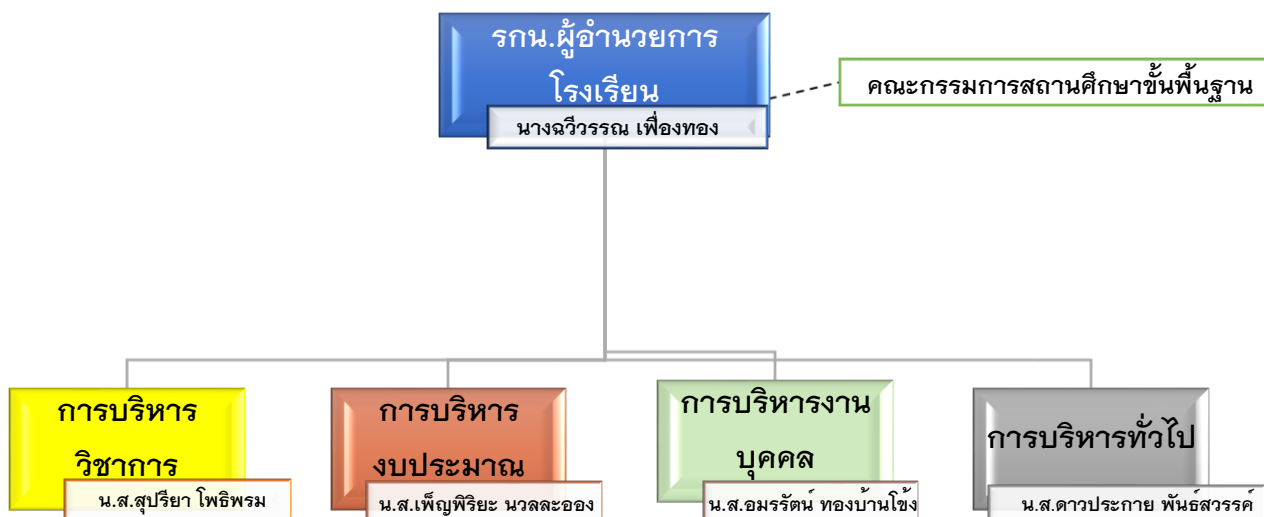 รกน.ผู้อำนวยการ
โรงเรียน
นางฉวีวรรณ เฟื่องทอง
คณะกรรมการสถานศึกษาขั้นพื้นฐาน
การบริหาร
วิชาการ
น.ส.สุปรียา โพธิพรม
การบริหาร
งบประมาณ
น.ส.เพ็ญพิริยะ นวลละออง
การบริหารงาน
บุคคล
น.ส.อมรรัตน์ ทองบ้านโข้ง
การบริหารทั่วไป
น.ส.ดาวประกาย พันธ์สวรรค์